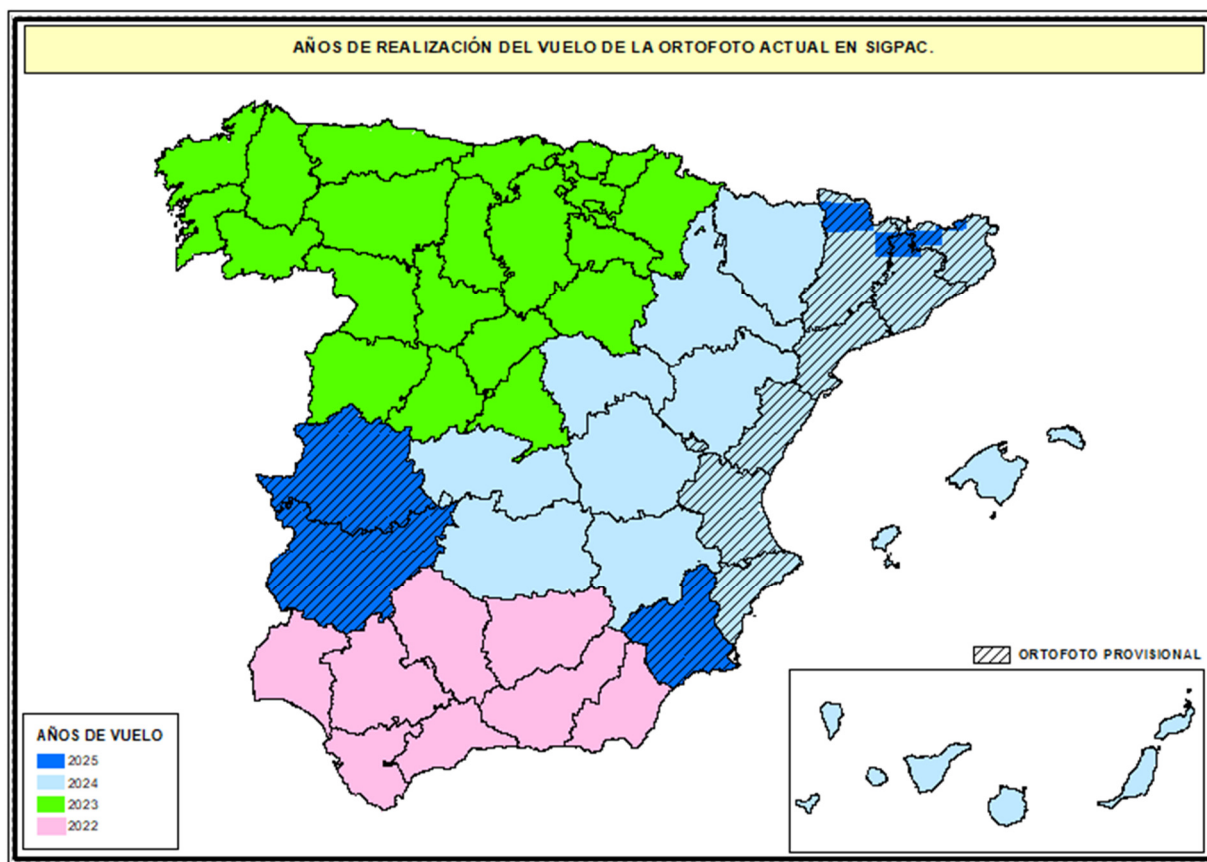 AÑOS DE REALIZACIÓN DEL VUELO DE LA ORTOFOTO ACTUAL EN SIGPAC.
ORTOFOTO PROVISIONAL
AÑOS DE VUELO
2025
2024
2023
2022